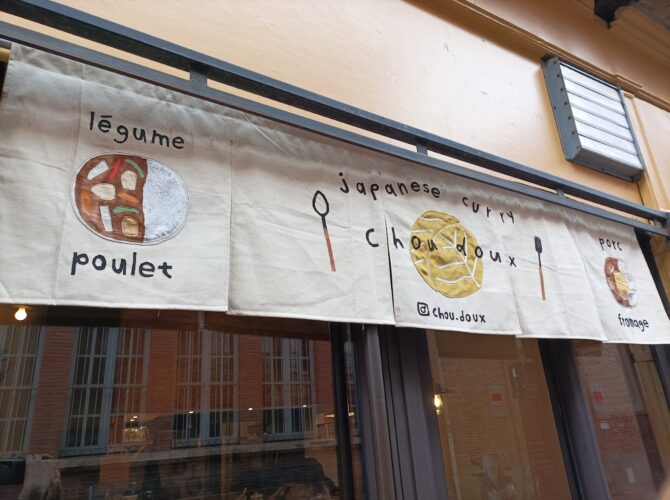 légume
poulet
japanese curry
chou doux
chou.doux
porc
fromage